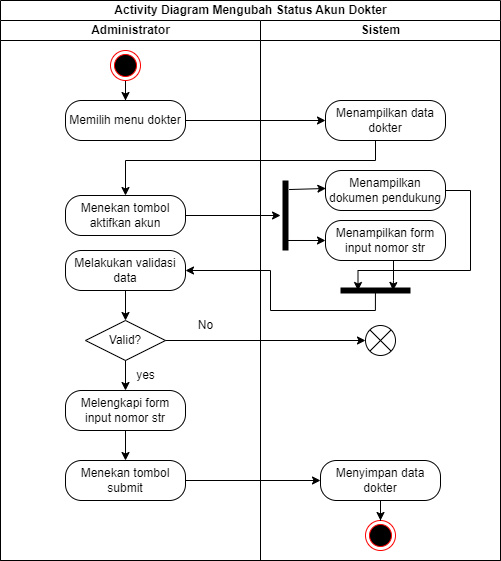 Activity Diagram Mengubah Status Akun Dokter
Administrator
Sistem
Memilih menu dokter
Menampilkan data
dokter
Menekan tombol
aktifkan akun
Menampilkan
dokumen pendukung
Menampilkan form
input nomor str
Melakukan validasi
data
Valid?
No
yes
Melengkapi form
input nomor str
Menekan tombol
submit
Menyimpan data
dokter